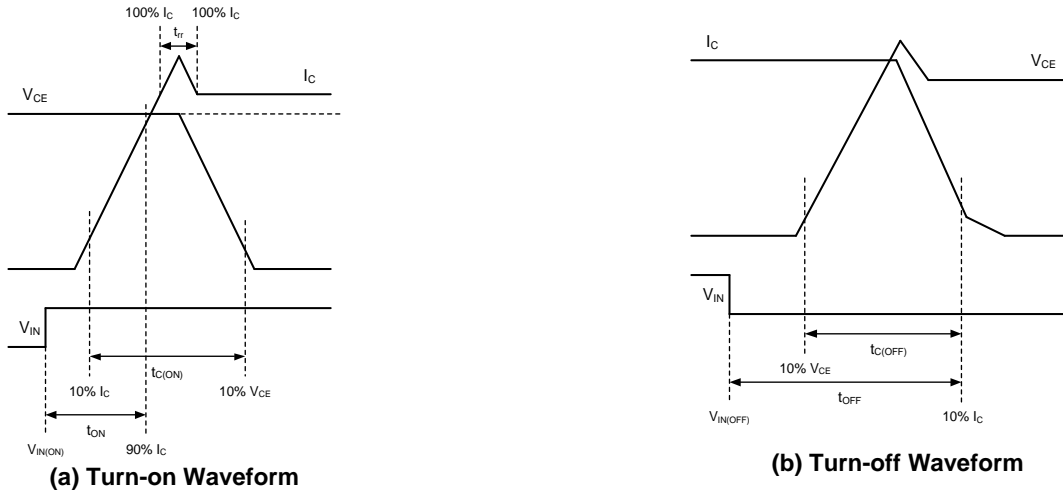 100% IC 100% IC
trr
IC
VCE
VIN
tC(ON)
10% IC
10% VCE
tON
VIN(ON)
90% IC
(a) Turn-on Waveform
IC
VCE
VIN
tC(OFF)
10% VCE
tOFF
VIN(OFF)
10% IC
(b) Turn-off Waveform